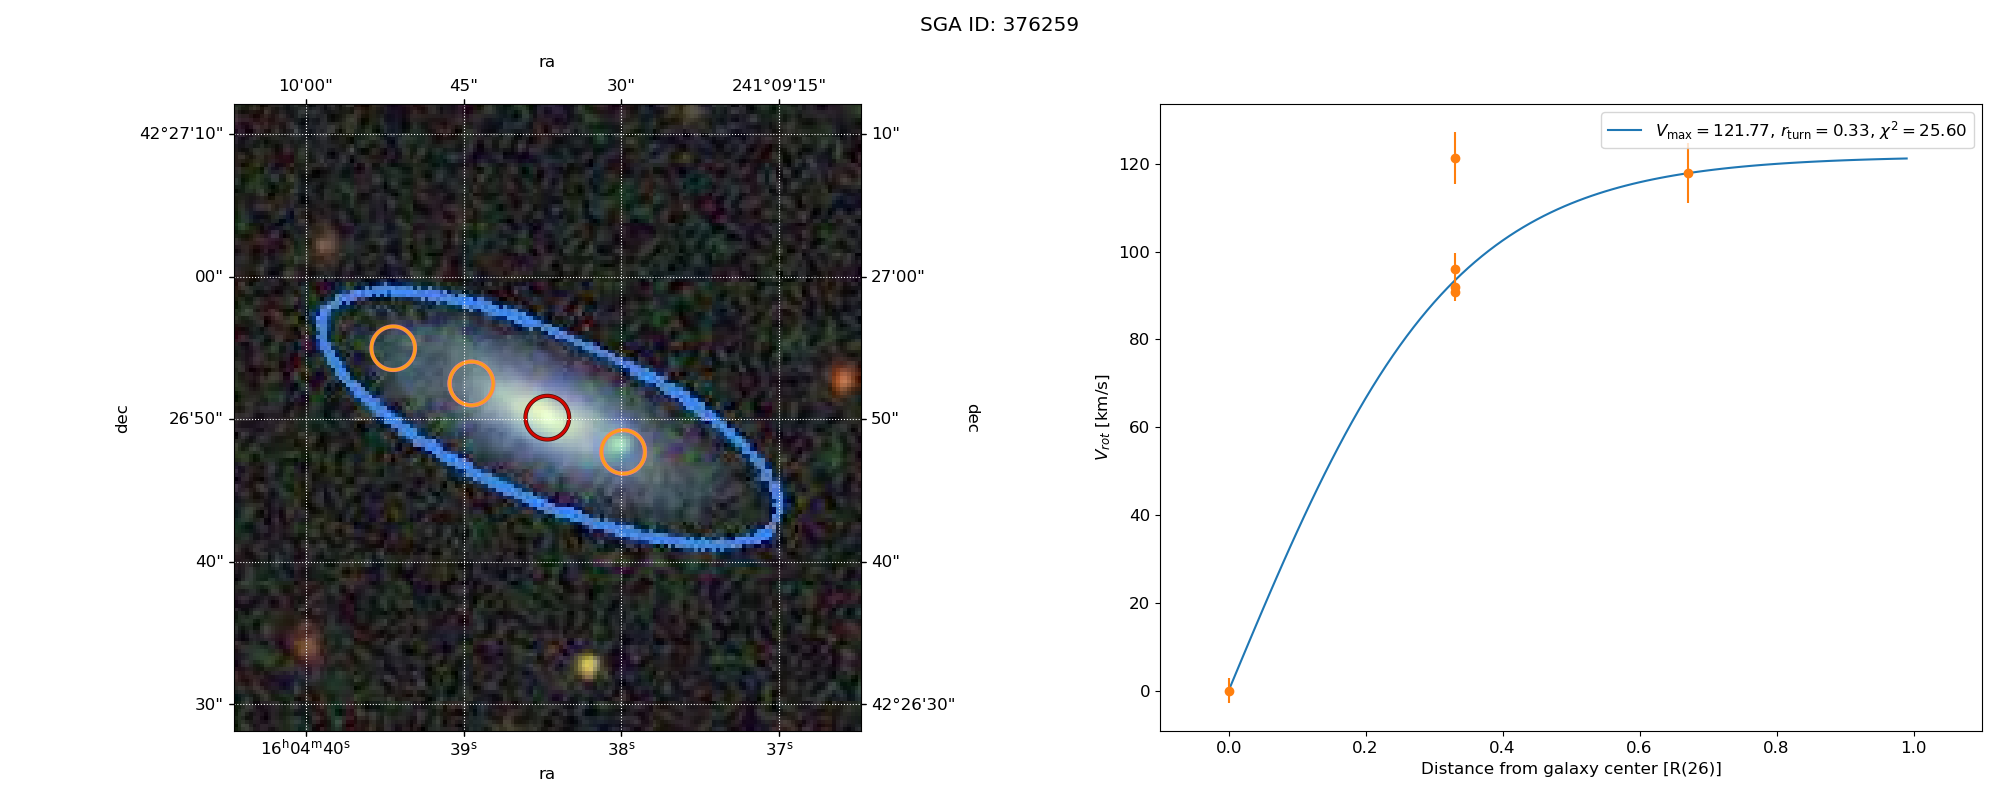 SGA ID: 376259
ra
10'00" 45" 30" 241°09'15"
42°27'10" 10"
00" 27'00"
26'50" 50"
40" 40"
30" 42°26'30"
dec
dec
16ʰ04ᵐ40ˢ 39ˢ 38ˢ 37ˢ
ra
V_max = 121.77, r_turn = 0.33, χ² = 25.60
120
100
80
60
40
20
0
V_rot [km/s]
0.0 0.2 0.4 0.6 0.8 1.0
Distance from galaxy center [R(26)]